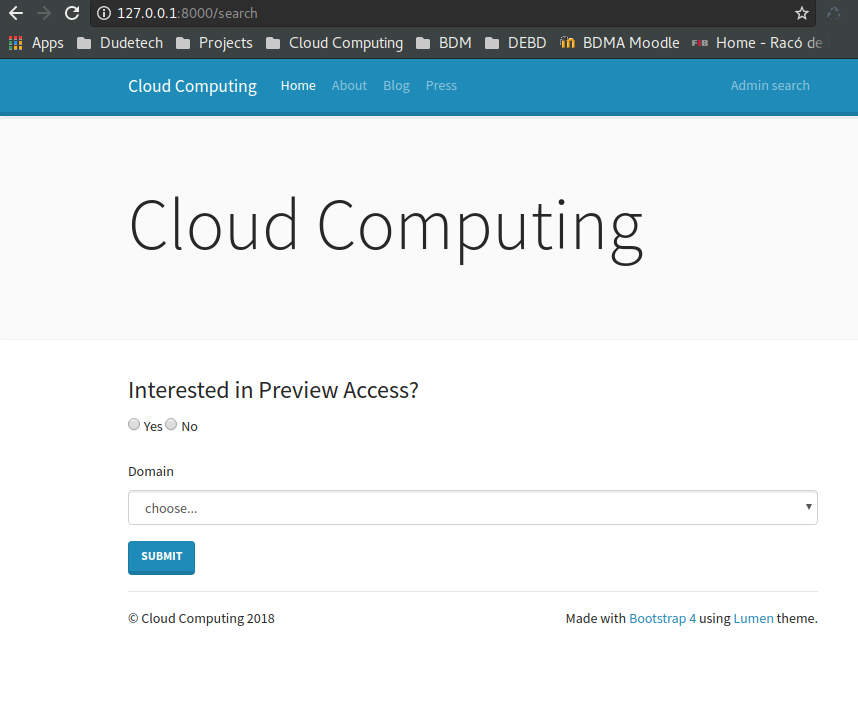 127.0.0.1:8000/search
Apps Dudetech Projects Cloud Computing BDM DEBD BDMA Moodle Home - Racó de
Cloud Computing Home About Blog Press Admin search
Cloud Computing
Interested in Preview Access?
Yes No
Domain
choose...
SUBMIT
© Cloud Computing 2018 Made with Bootstrap 4 using Lumen theme.